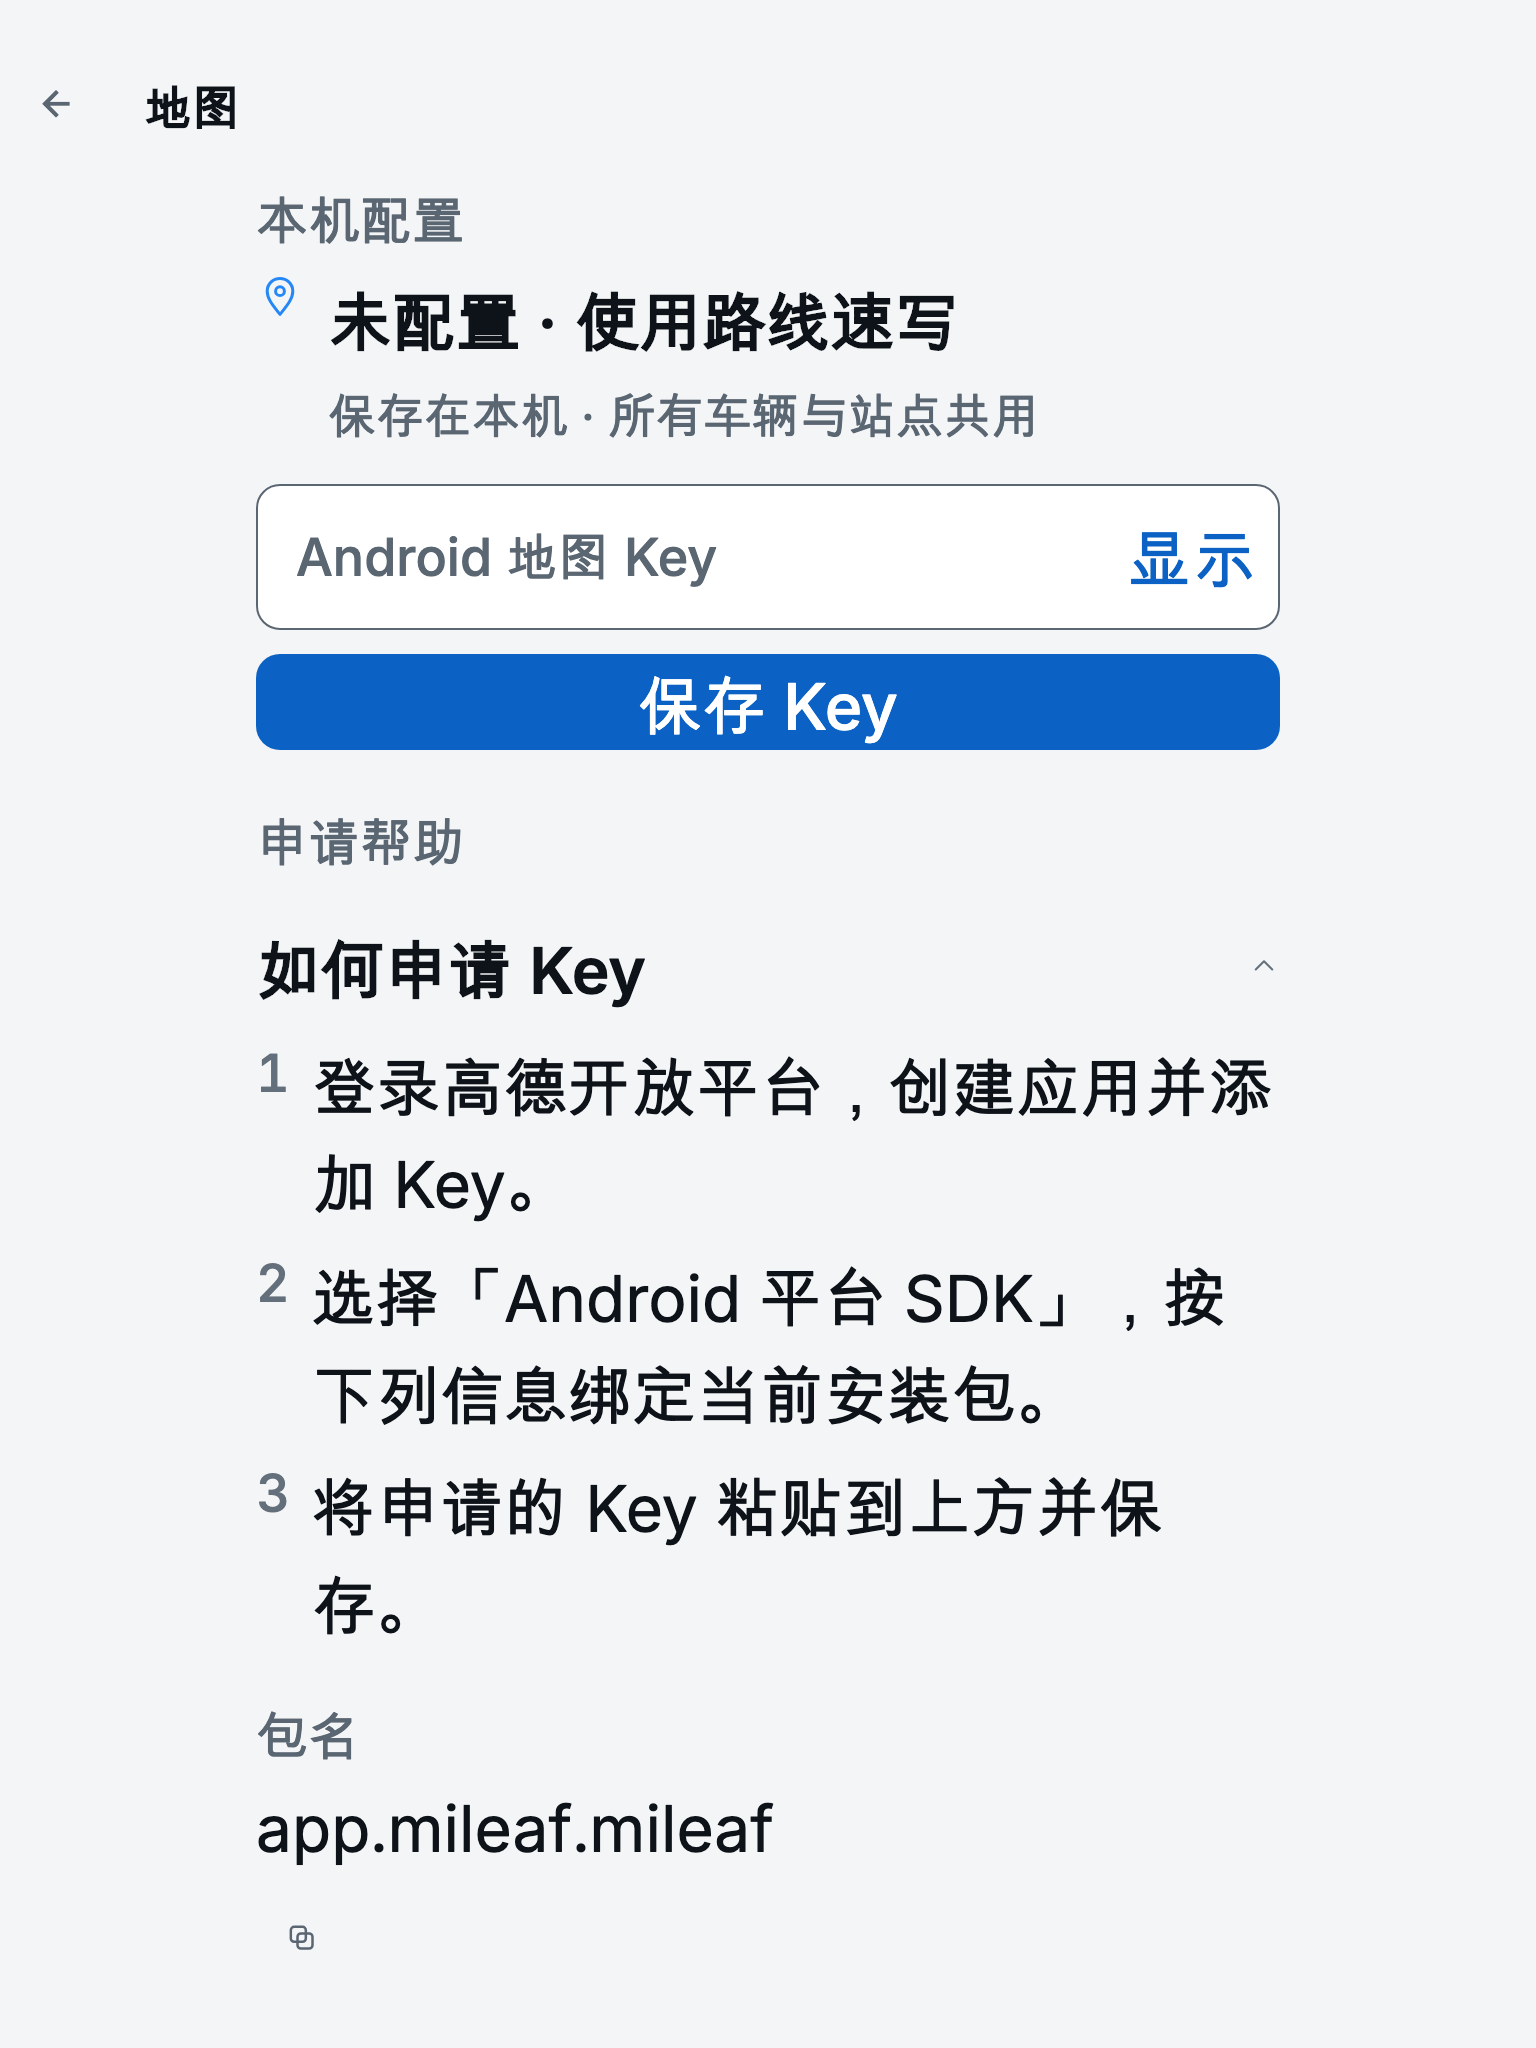 地图
本机配置
未配置 · 使用路线速写
保存在本机 · 所有车辆与站点共用
Android 地图 Key 显示
保存 Key
申请帮助
如何申请 Key
1 登录高德开放平台，创建应用并添
加 Key。
2 选择「Android 平台 SDK」，按
下列信息绑定当前安装包。
3 将申请的 Key 粘贴到上方并保
存。
包名
app.mileaf.mileaf